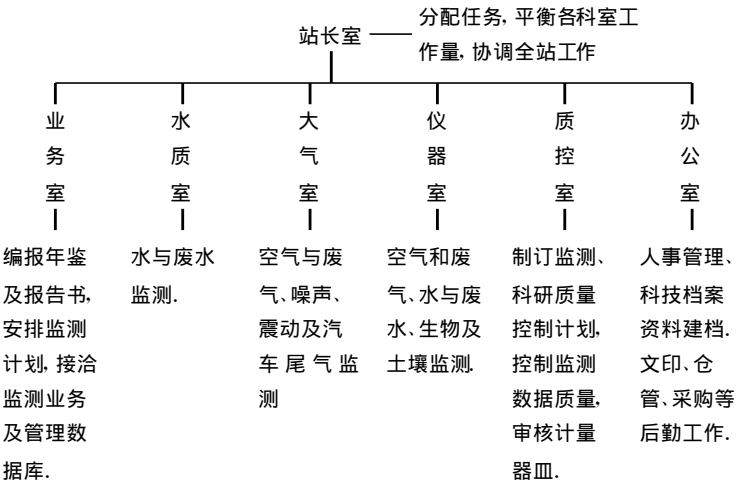 站长室
分配任务, 平衡各科室工
作量, 协调全站工作
业务室
水质室
大气室
仪器室
质控室
办公室
编报年鉴
及报告书,
安排监测
计划, 接洽
监测业务
及管理数
据库.
水与废水
监测.
空气与废
气、噪声、
震动及汽
车尾气监
测
空气和废
气、水与废
水、生物及
土壤监测.
制订监测、
科研质量
控制计划,
控制监测
数据质量,
审核计量
器皿.
人事管理、
科技档案
资料建档.
文印、仓
管、采购等
后勤工作.